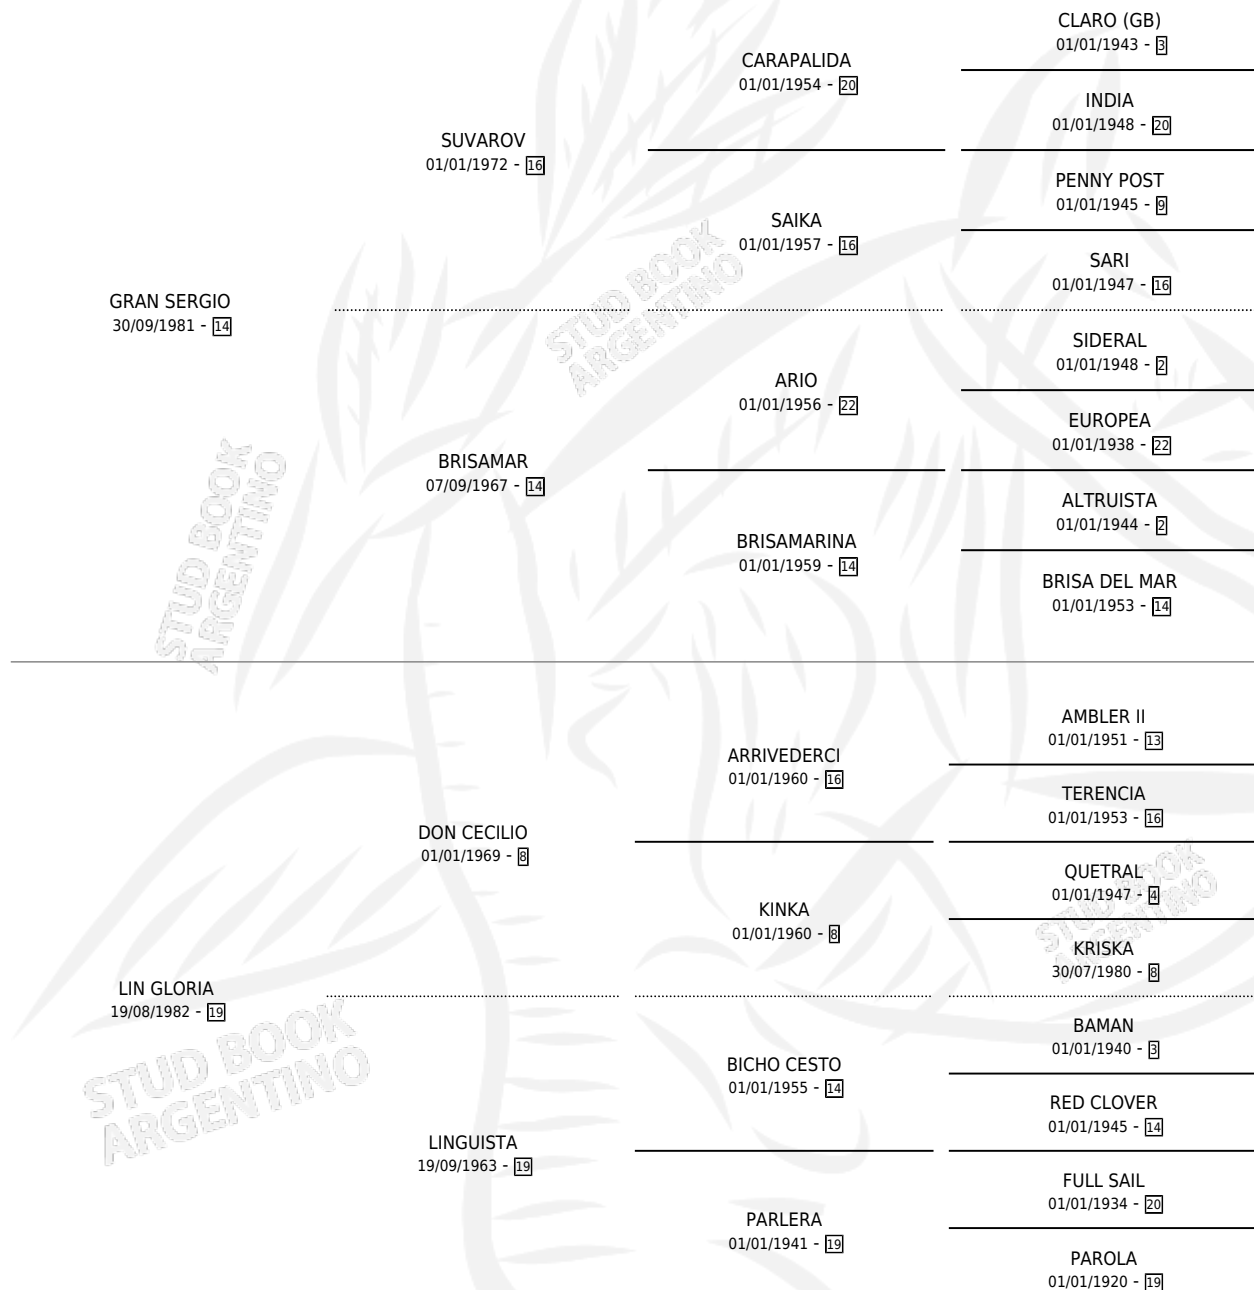 CLARO (GB)
01/01/1943 - 3
CARAPALIDA
01/01/1954 - 20
INDIA
01/01/1948 - 20
SUVAROV
01/01/1972 - 16
PENNY POST
01/01/1945 - 9
SAIKA
01/01/1957 - 16
SARI
01/01/1947 - 16
GRAN SERGIO
30/09/1981 - 14
SIDERAL
01/01/1948 - 2
ARIO
01/01/1956 - 22
EUROPEA
01/01/1938 - 22
BRISAMAR
07/09/1967 - 14
ALTRUISTA
01/01/1944 - 2
BRISAMARINA
01/01/1959 - 14
BRISA DEL MAR
01/01/1953 - 14
STUD BOOK
ARGENTINO
STUD BOOK
ARGENTINO
AMBLER II
01/01/1951 - 13
ARRIVEDERCI
01/01/1960 - 16
TERENCIA
01/01/1953 - 16
DON CECILIO
01/01/1969 - 8
QUETRAL
01/01/1947 - 4
KINKA
01/01/1960 - 8
KRISKA
30/07/1980 - 8
STUD BOOK
ARGENTINO
LIN GLORIA
19/08/1982 - 19
BAMAN
01/01/1940 - 3
BICHO CESTO
01/01/1955 - 14
RED CLOVER
01/01/1945 - 14
STUD BOOK
ARGENTINO
LINGUISTA
19/09/1963 - 19
FULL SAIL
01/01/1934 - 20
PARLERA
01/01/1941 - 19
PAROLA
01/01/1920 - 19